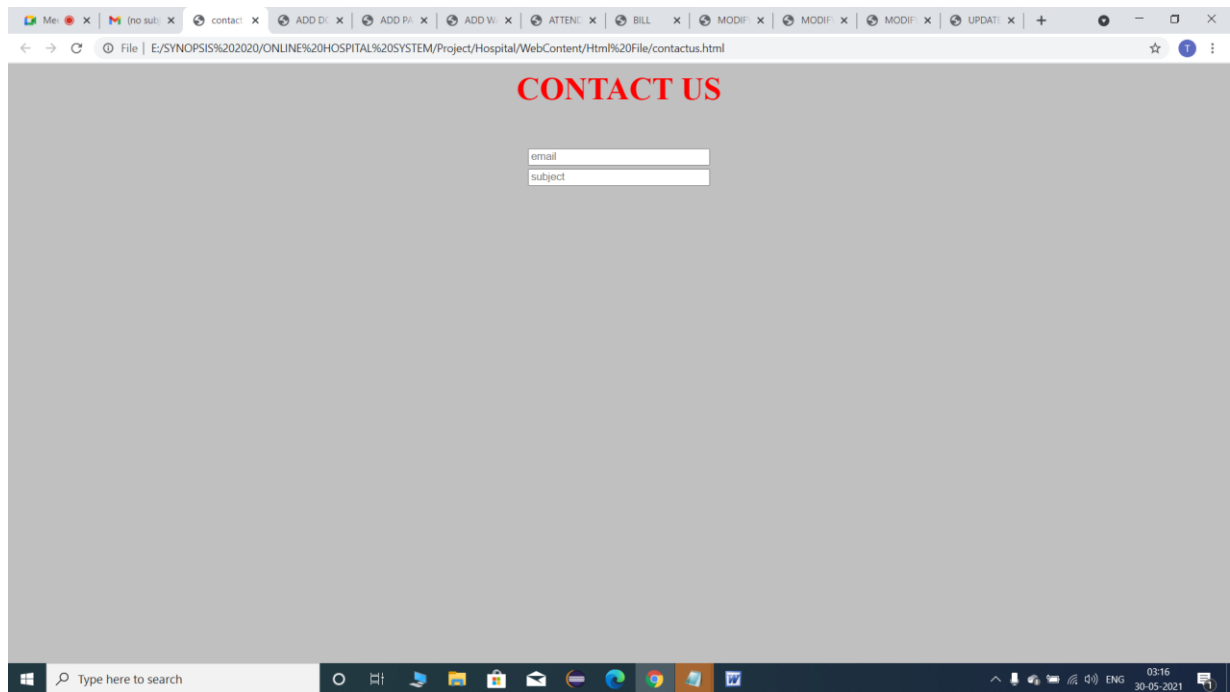 Me (no sub contact ADD DO ADD PA ADD W ATTEND BILL MODIF MODIFY MODIF UPDATE
File E:/SYNOPSIS%202020/ONLINE%20HOSPITAL%20SYSTEM/Project/Hospital/WebContent/Html%20File/contactus.html T
CONTACT US
email
subject
Type here to search ENG 03:16
30-05-2021